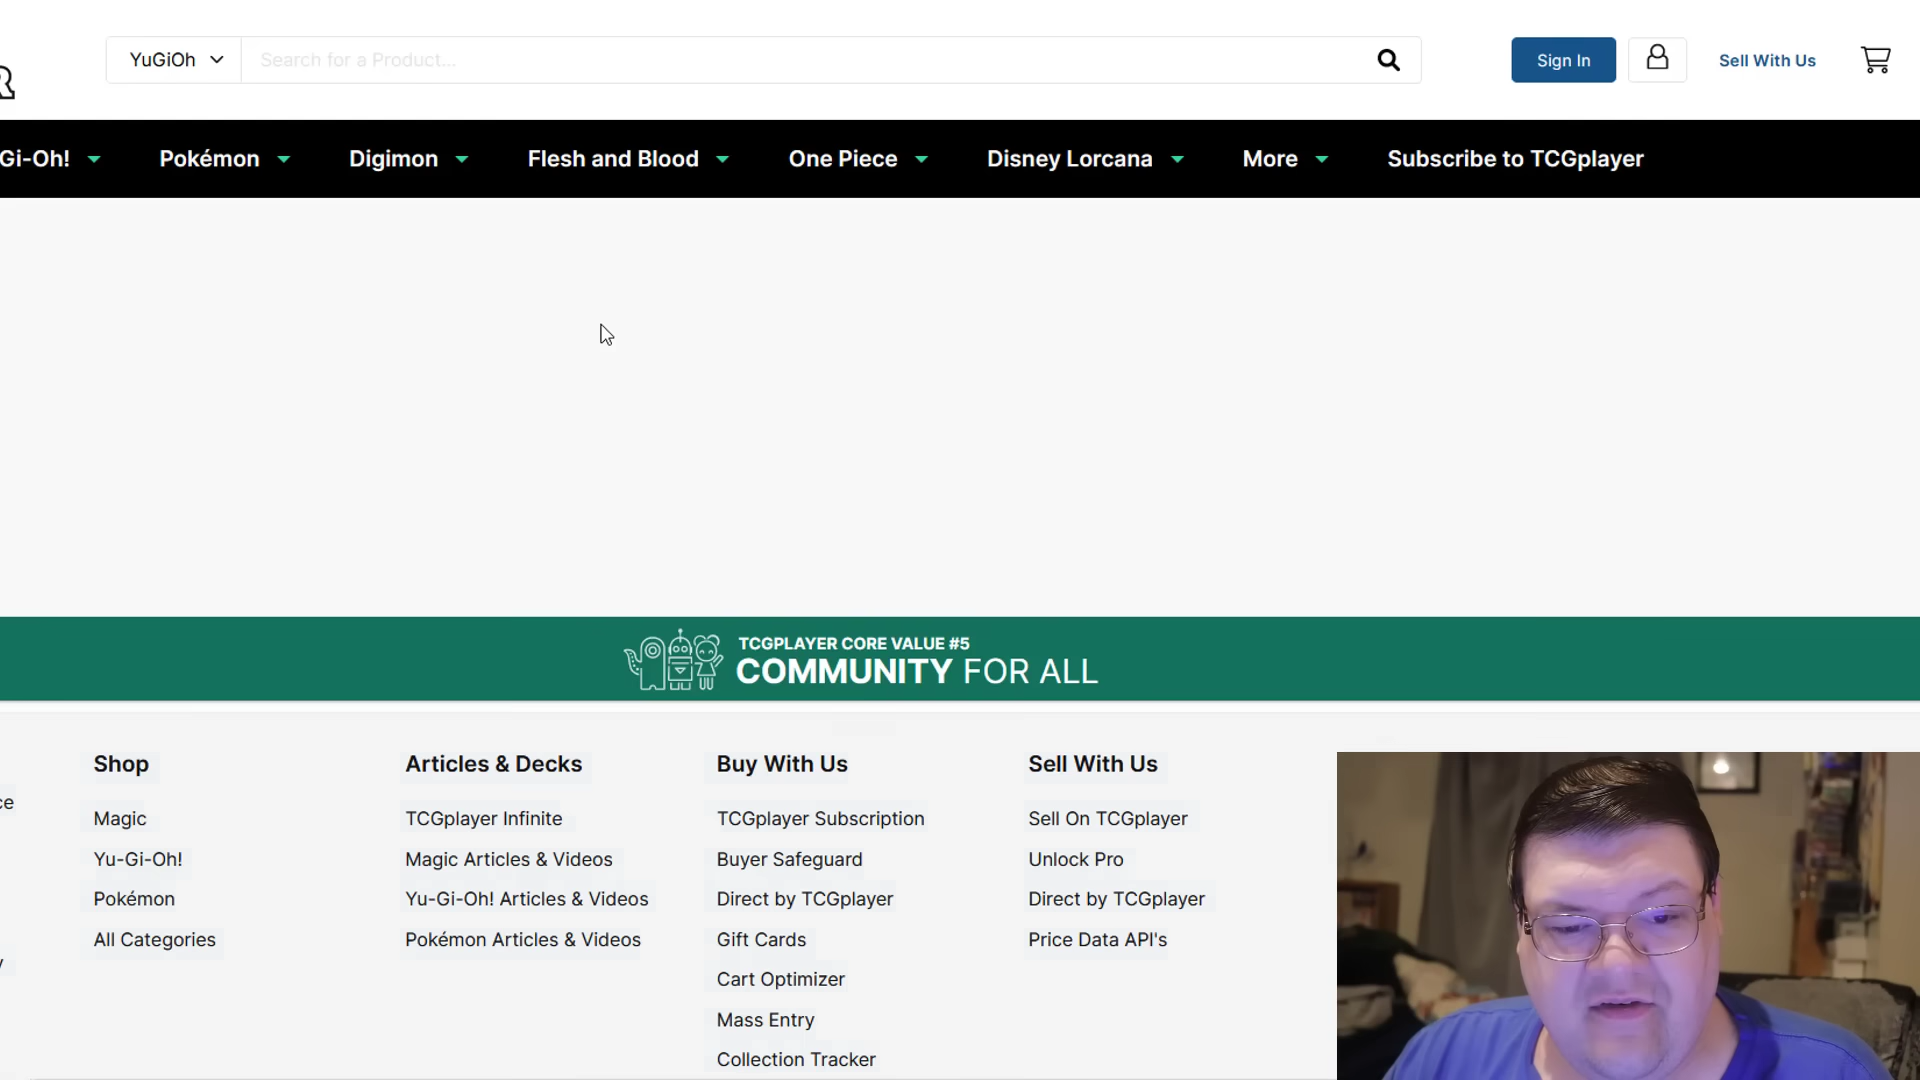 YuGiOh
Search for a Product...
Sign In
Sell With Us
R
Gi-Oh!
Pokémon
Digimon
Flesh and Blood
One Piece
Disney Lorcana
More
Subscribe to TCGplayer
TCGPLAYER CORE VALUE #5
COMMUNITY FOR ALL
ce
y
Shop
Magic
Yu-Gi-Oh!
Pokémon
All Categories
Articles & Decks
TCGplayer Infinite
Magic Articles & Videos
Yu-Gi-Oh! Articles & Videos
Pokémon Articles & Videos
Buy With Us
TCGplayer Subscription
Buyer Safeguard
Direct by TCGplayer
Gift Cards
Cart Optimizer
Mass Entry
Collection Tracker
Sell With Us
Sell On TCGplayer
Unlock Pro
Direct by TCGplayer
Price Data API's